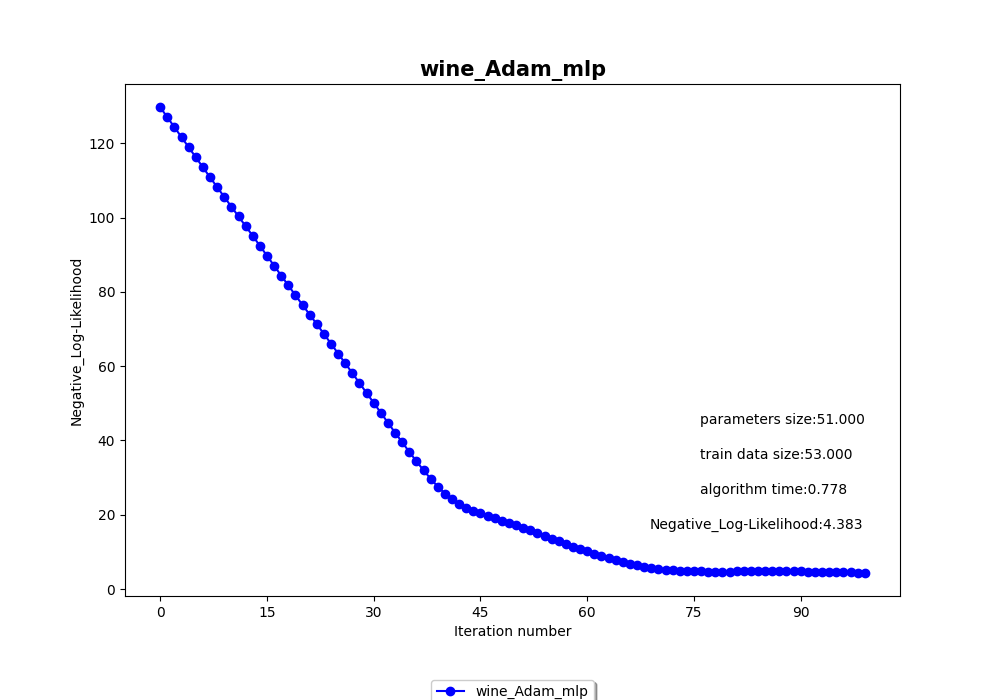 wine_Adam_mlp
Negative_Log-Likelihood
120
100
80
60
40
20
0
parameters size:51.000
train data size:53.000
algorithm time:0.778
Negative_Log-Likelihood:4.383
0 15 30 45 60 75 90
Iteration number
wine_Adam_mlp